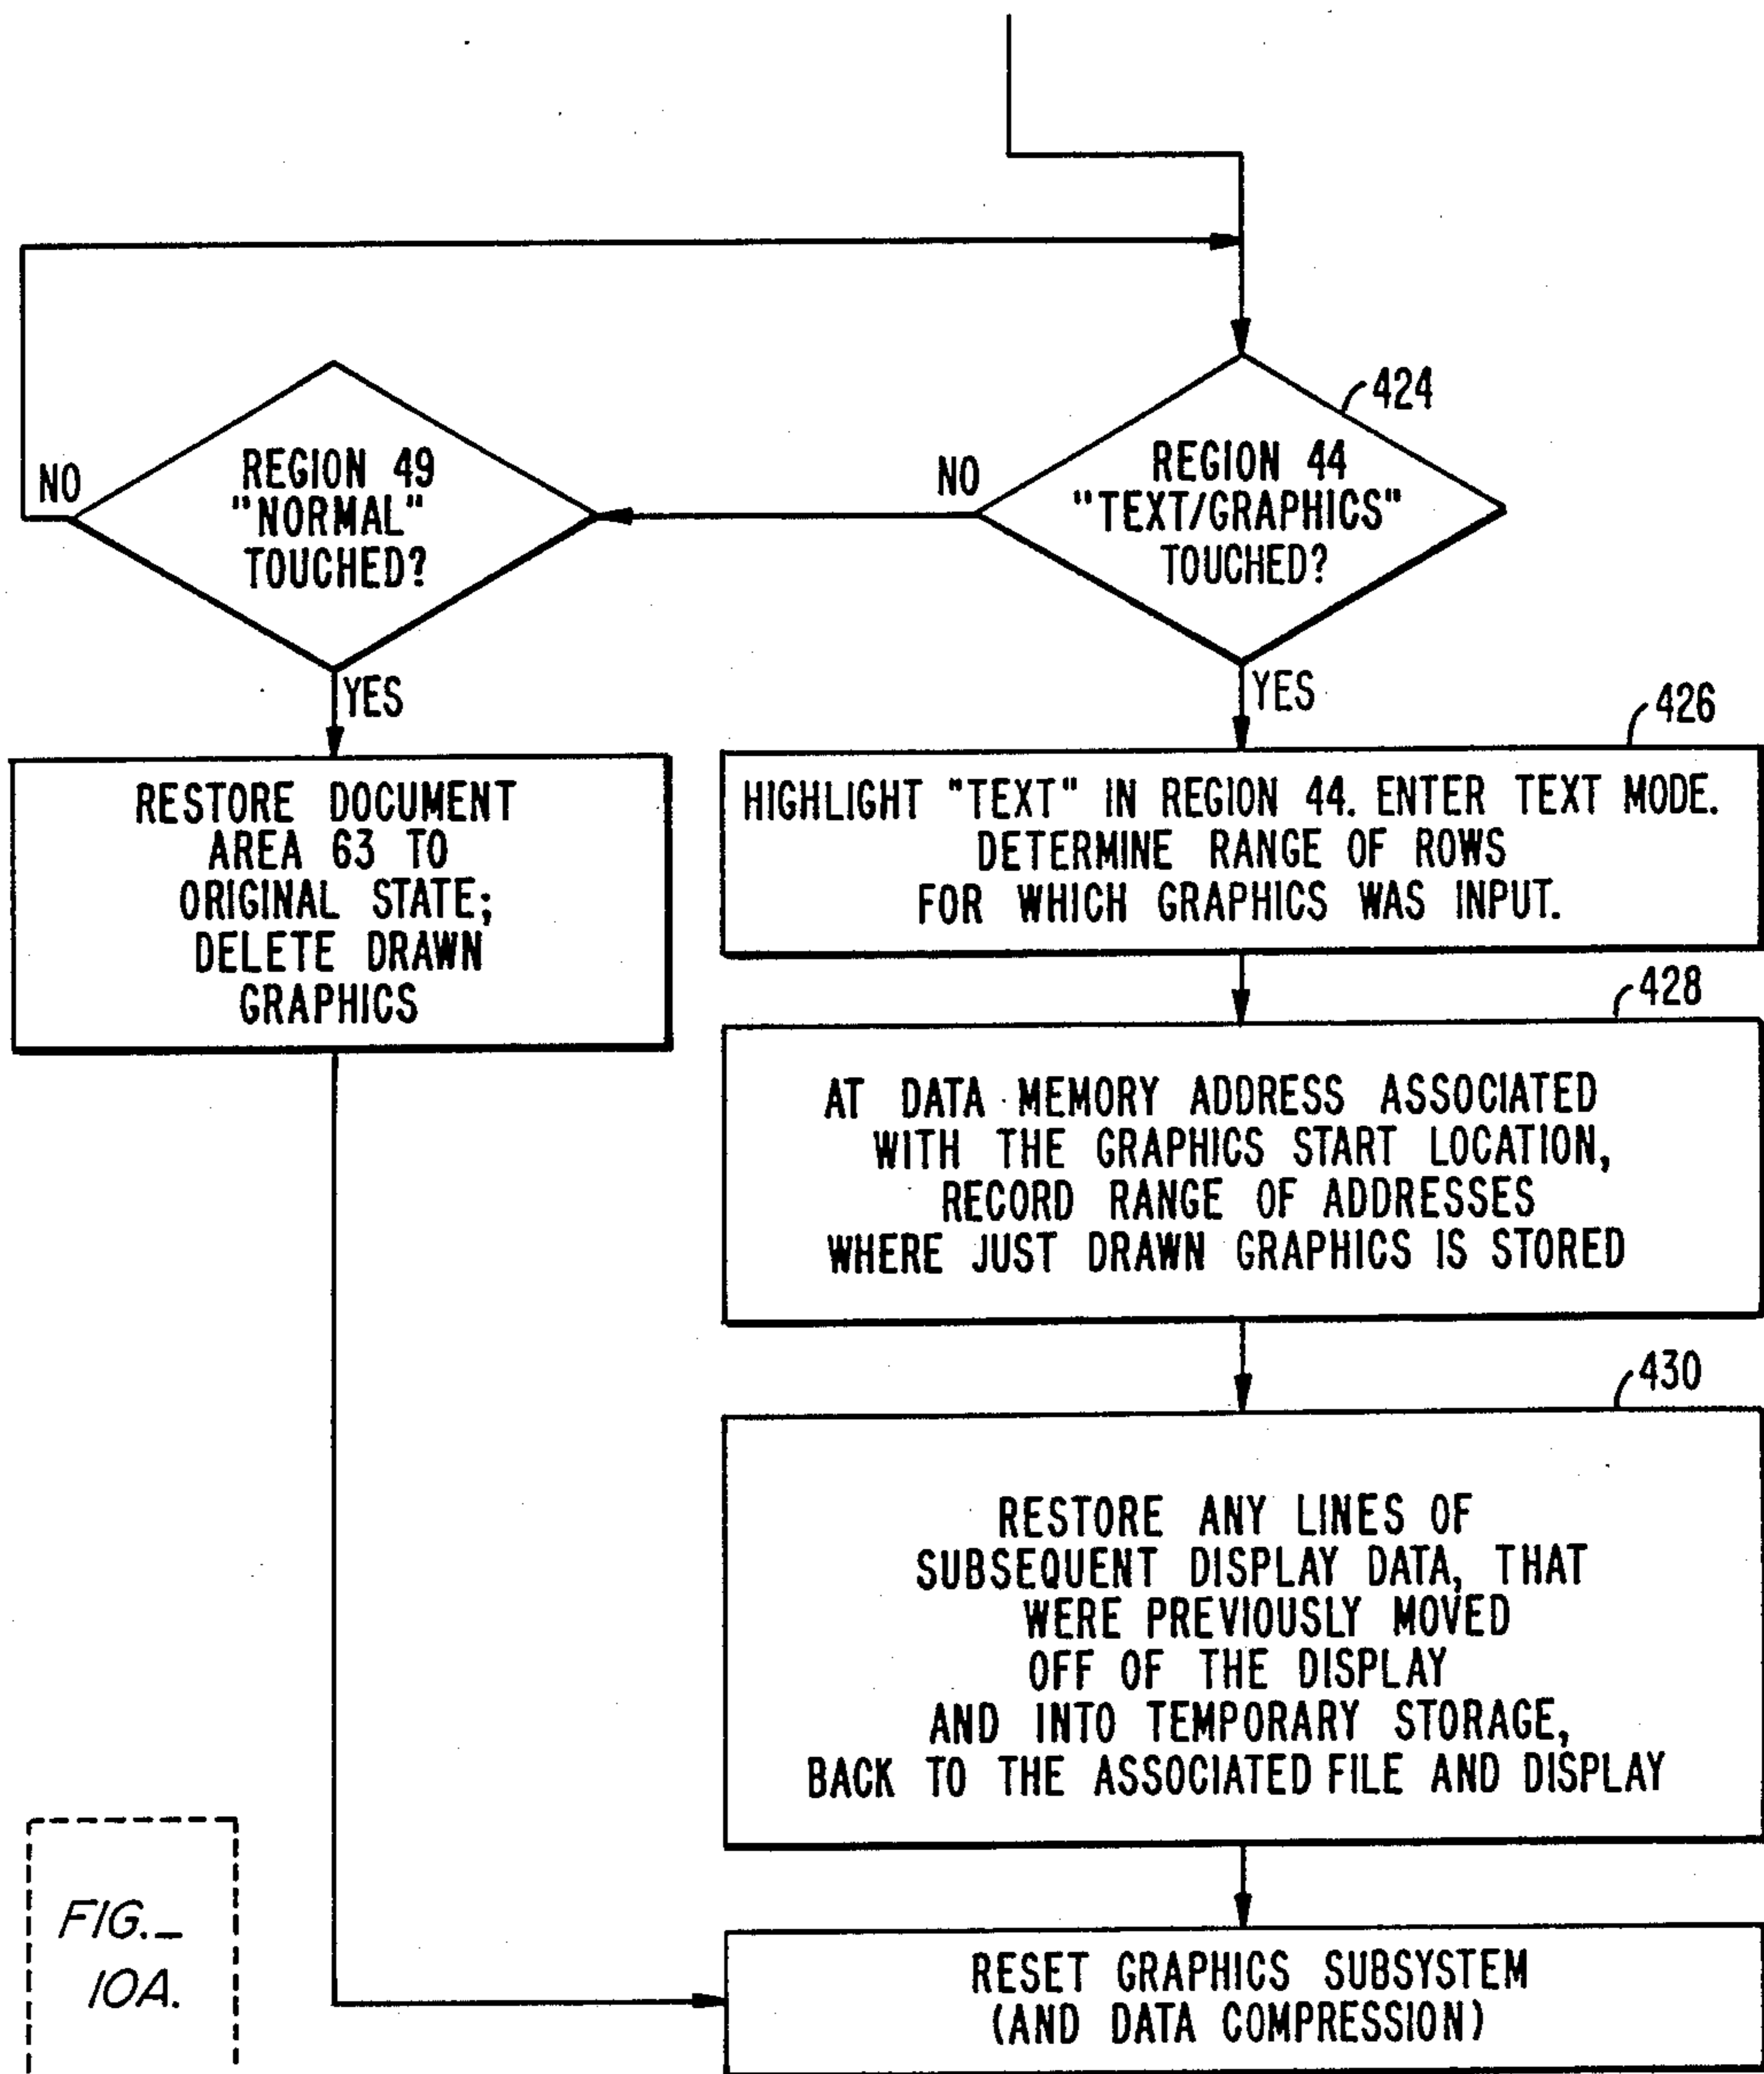 424
REGION 44
"TEXT/GRAPHICS"
TOUCHED?
NO
YES
REGION 49
"NORMAL"
TOUCHED?
NO
YES
RESTORE DOCUMENT
AREA 63 TO
ORIGINAL STATE;
DELETE DRAWN
GRAPHICS
426
HIGHLIGHT "TEXT" IN REGION 44. ENTER TEXT MODE.
DETERMINE RANGE OF ROWS
FOR WHICH GRAPHICS WAS INPUT.
428
AT DATA MEMORY ADDRESS ASSOCIATED
WITH THE GRAPHICS START LOCATION,
RECORD RANGE OF ADDRESSES
WHERE JUST DRAWN GRAPHICS IS STORED
430
RESTORE ANY LINES OF
SUBSEQUENT DISPLAY DATA, THAT
WERE PREVIOUSLY MOVED
OFF OF THE DISPLAY
AND INTO TEMPORARY STORAGE,
BACK TO THE ASSOCIATED FILE AND DISPLAY
RESET GRAPHICS SUBSYSTEM
(AND DATA COMPRESSION)
FIG._
10A.